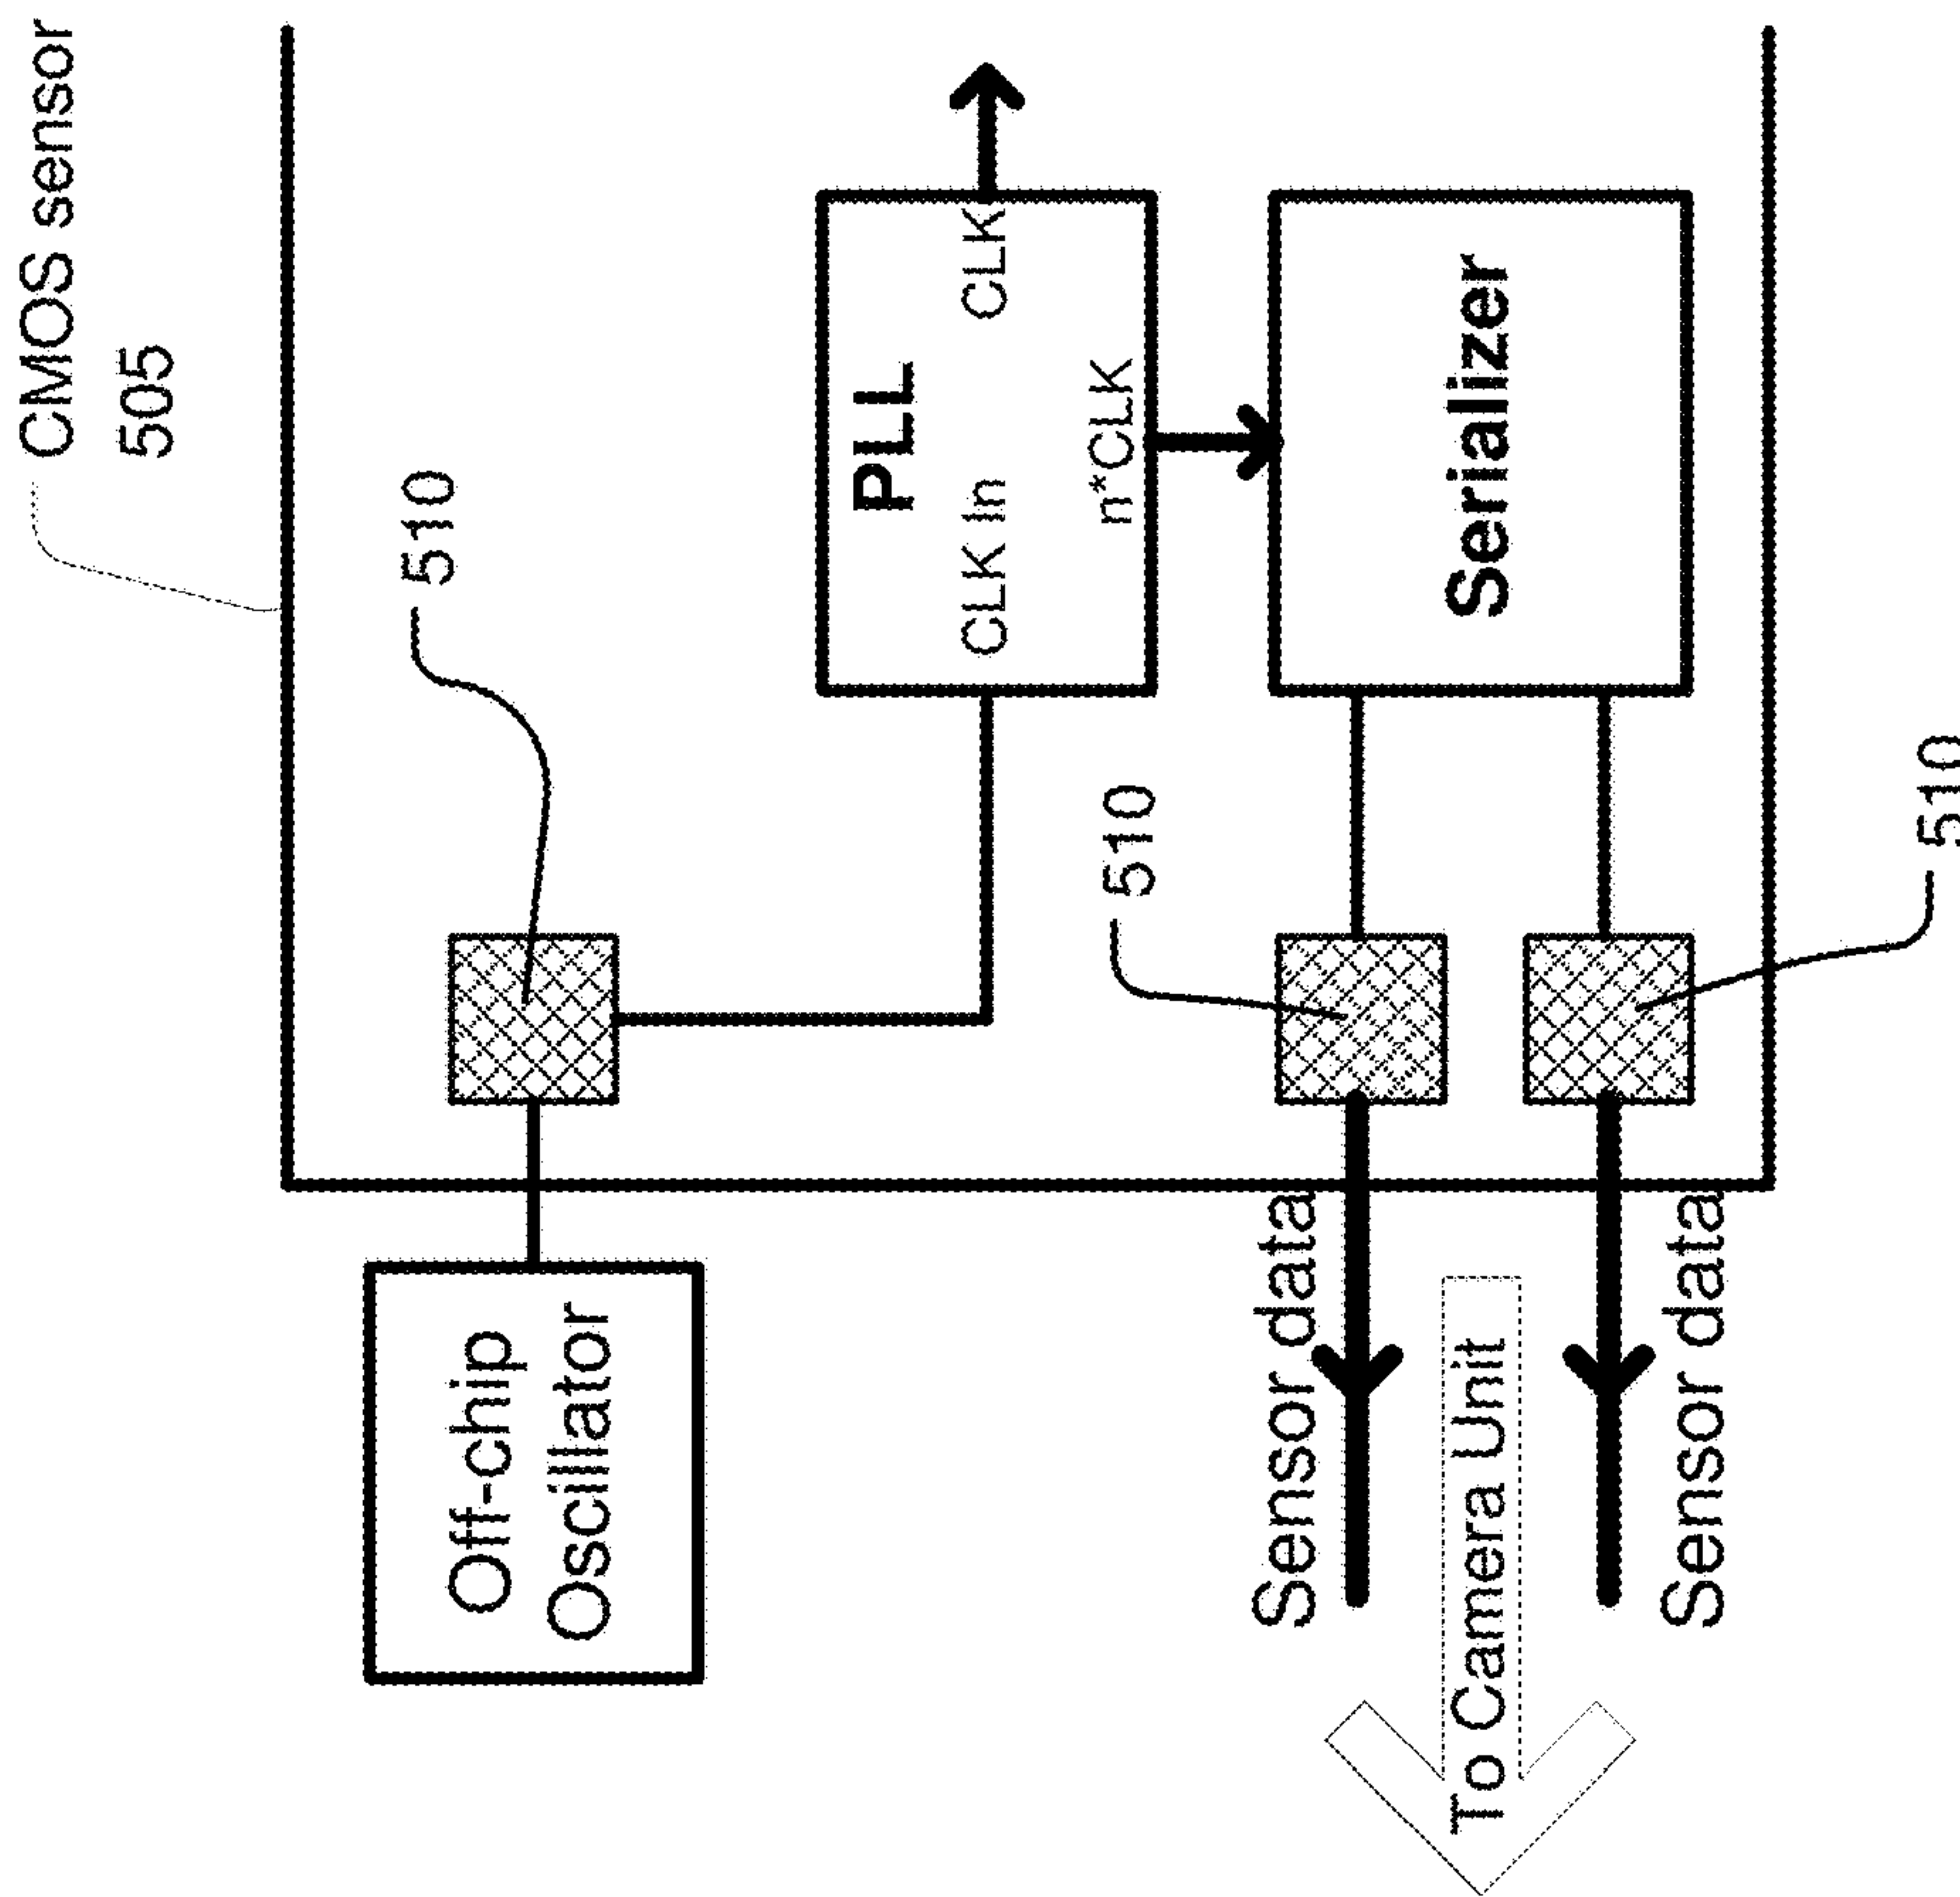 CMOS sensor
505
510
PLL
CLK In
CLK
n*CLK
510
Serializer
510
Off-chip
Oscillator
Sensor data
To Camera Unit
Sensor data